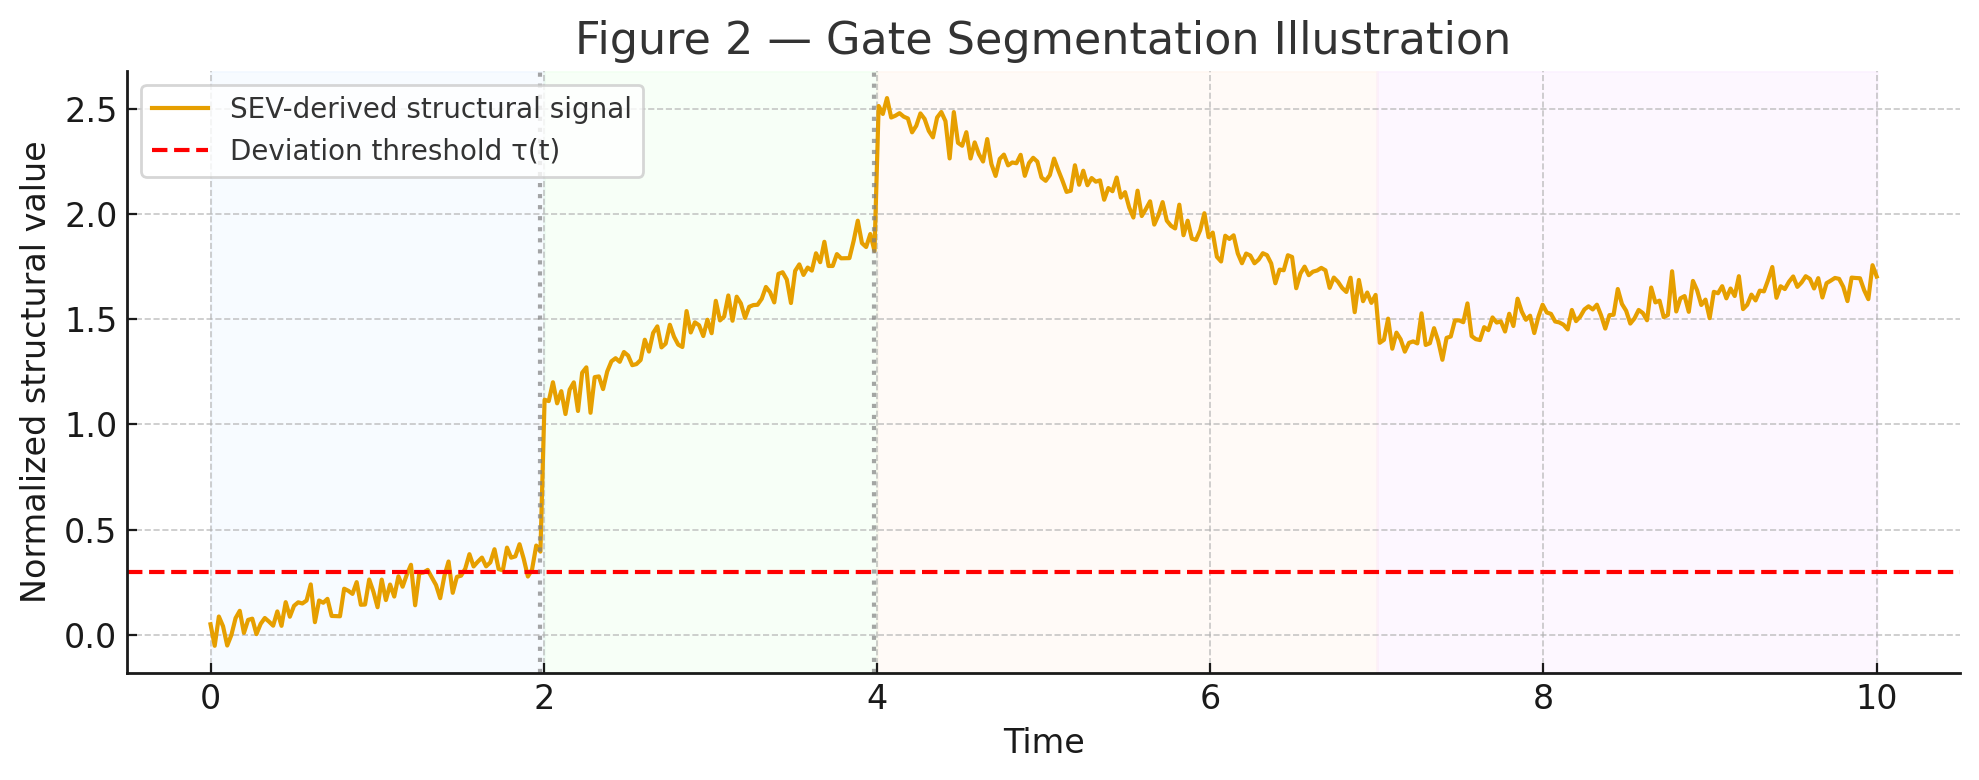 Figure 2 — Gate Segmentation Illustration
SEV-derived structural signal
Deviation threshold τ(t)
Normalized structural value
2.5
2.0
1.5
1.0
0.5
0.0
0 2 4 6 8 10
Time